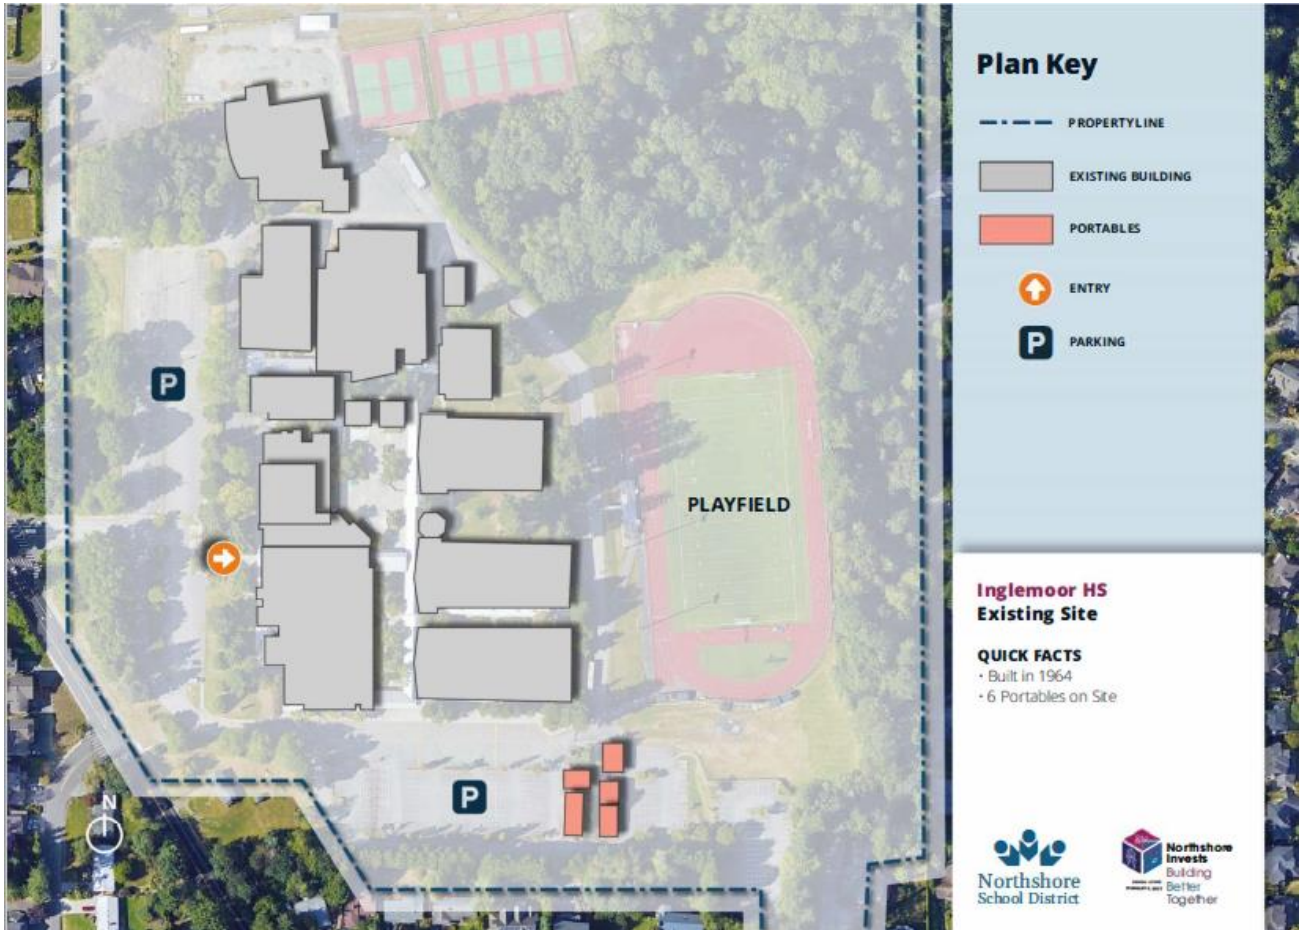 Plan Key
PROPERTYLINE
EXISTING BUILDING
PORTABLES
ENTRY
P
PARKING
P
PLAYFIELD
P
N
Inglemoor HS
Existing Site
QUICK FACTS
• Built in 1964
• 6 Portables on Site
Northshore
School District
Northshore
Invests
Building
Better
Together